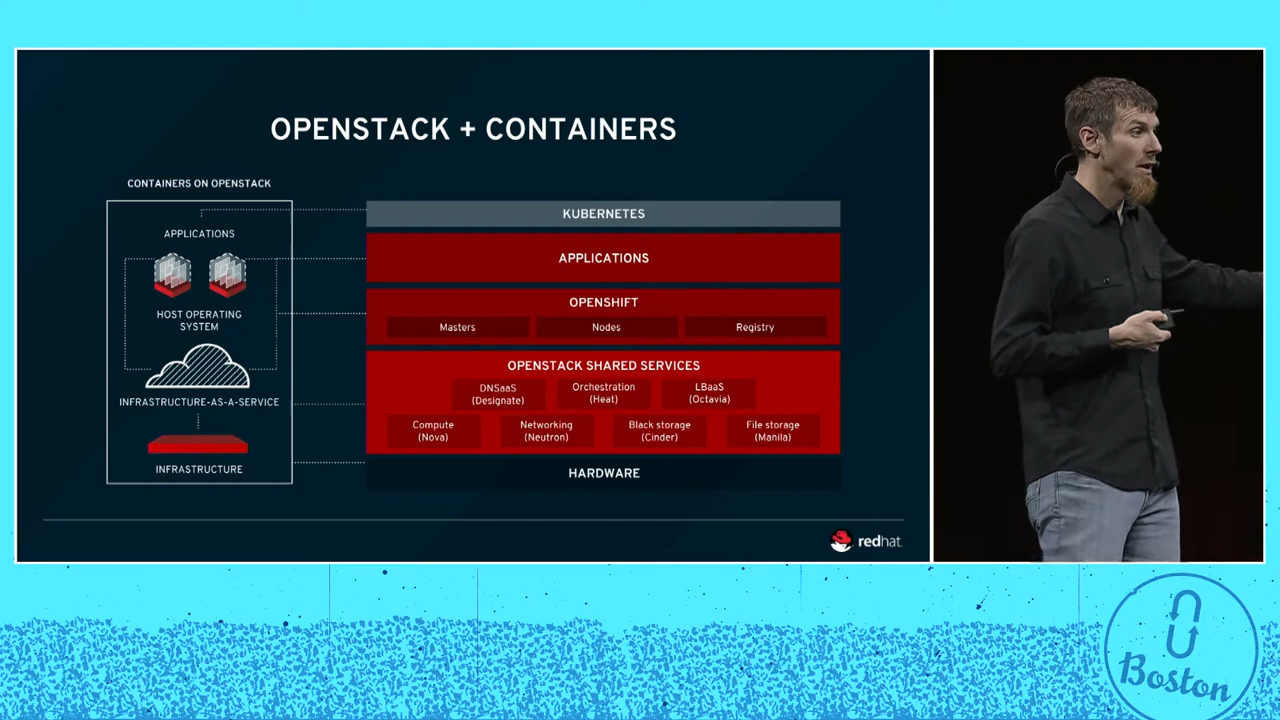 OPENSTACK + CONTAINERS
CONTAINERS ON OPENSTACK
APPLICATIONS
HOST OPERATING
SYSTEM
INFRASTRUCTURE-AS-A-SERVICE
INFRASTRUCTURE
KUBERNETES
APPLICATIONS
OPENSHIFT
Masters
Nodes
Registry
OPENSTACK SHARED SERVICES
DNSaaS
(Designate)
Orchestration
(Heat)
LBaaS
(Octavia)
Compute
(Nova)
Networking
(Neutron)
Black storage
(Cinder)
File storage
(Manila)
HARDWARE
redhat.
Boston